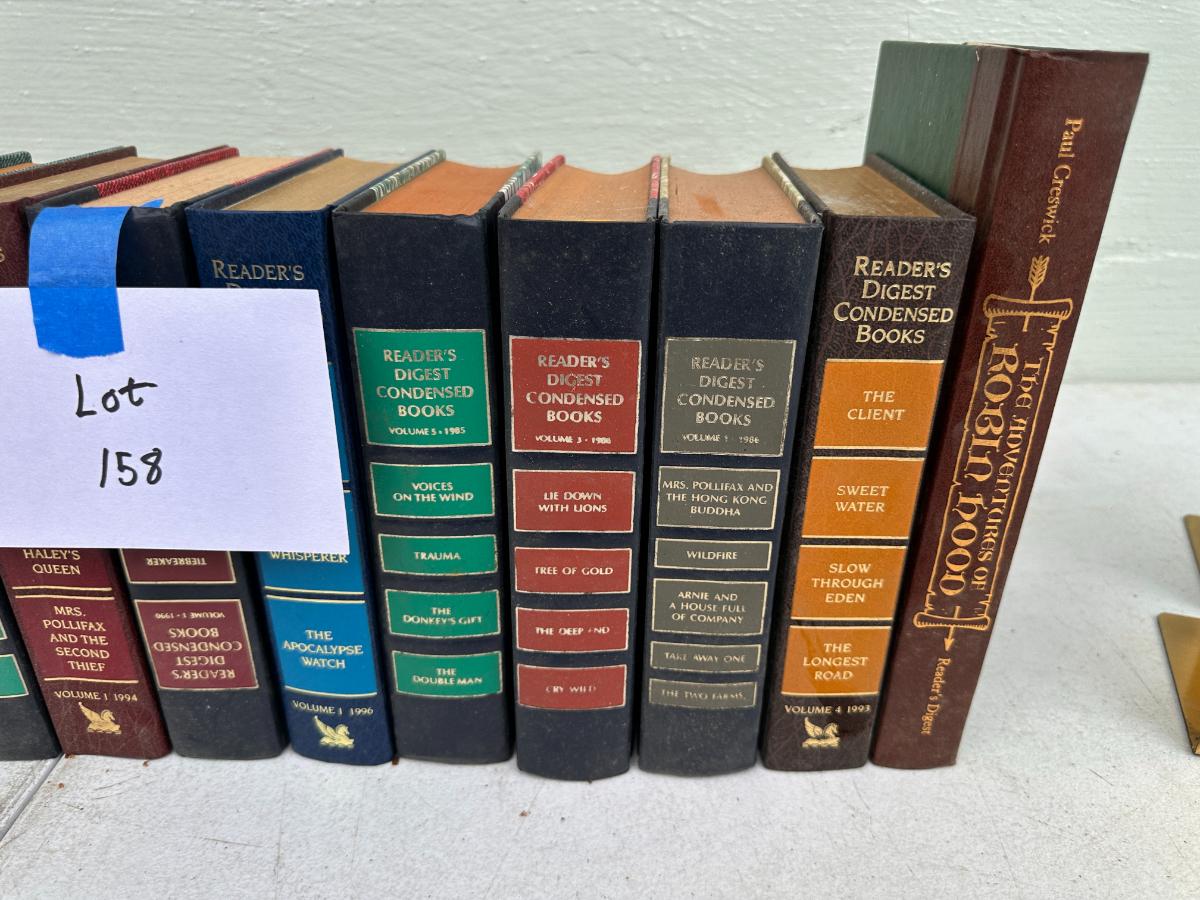 Lot
158
HALEY'S
QUEEN
MRS.
POLLIFAX
AND THE
SECOND
THIEF
VOLUME 1 1994
TIEBREAKER
READER'S
DIGEST
CONDENSED
BOOKS
VOLUME 1 • 1990
READER'S
WHISPERER
THE
APOCALYPSE
WATCH
VOLUME 1 1996
READER'S
DIGEST
CONDENSED
BOOKS
VOLUME 5 • 1985
VOICES
ON THE WIND
TRAUMA
THE
DONKEY'S GIFT
THE
DOUBLE MAN
READER'S
DIGEST
CONDENSED
BOOKS
VOLUME 3 • 1986
LIE DOWN
WITH LIONS
TREE OF GOLD
THE DEEP END
CRY WILD
READER'S
DIGEST
CONDENSED
BOOKS
VOLUME 1 • 1986
MRS. POLLIFAX AND
THE HONG KONG
BUDDHA
WILDFIRE
ARNIE AND
A HOUSE FULL
OF COMPANY
TAKE AWAY ONE
THE TWO FARMS
READER'S
DIGEST
CONDENSED
BOOKS
THE
CLIENT
SWEET
WATER
SLOW
THROUGH
EDEN
THE
LONGEST
ROAD
VOLUME 4 1993
Paul Creswick
The Adventures of
Robin Hood
Reader's Digest